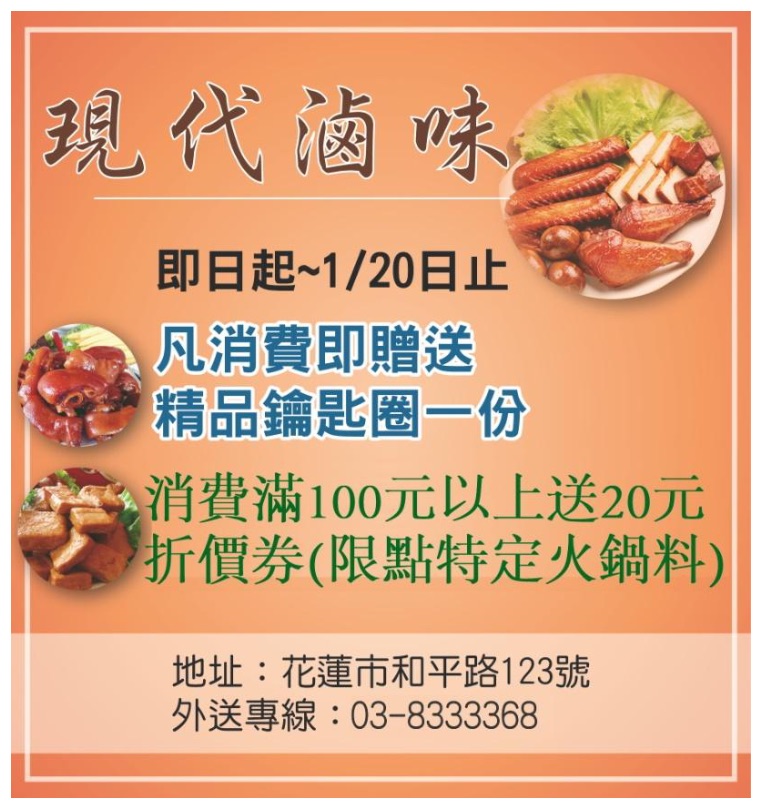 現代滷味
即日起~1/20日止
凡消費即贈送
精品鑰匙圈一份
消費滿100元以上送20元
折價券(限點特定火鍋料)
地址：花蓮市和平路123號
外送專線：03-8333368